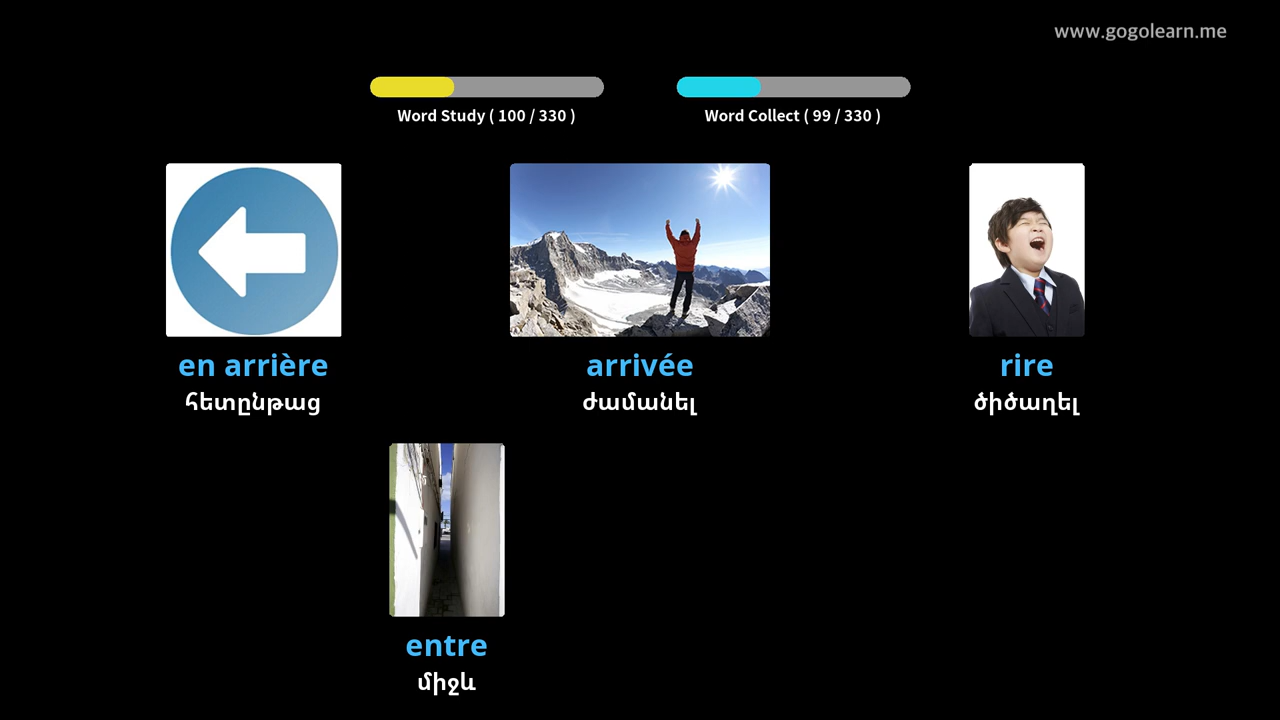 www.gogolearn.me
Word Study ( 100 / 330 )
Word Collect ( 99 / 330 )
en arrière
հետընթաց
arrivée
ժամանել
rire
ծիծաղել
entre
միջև